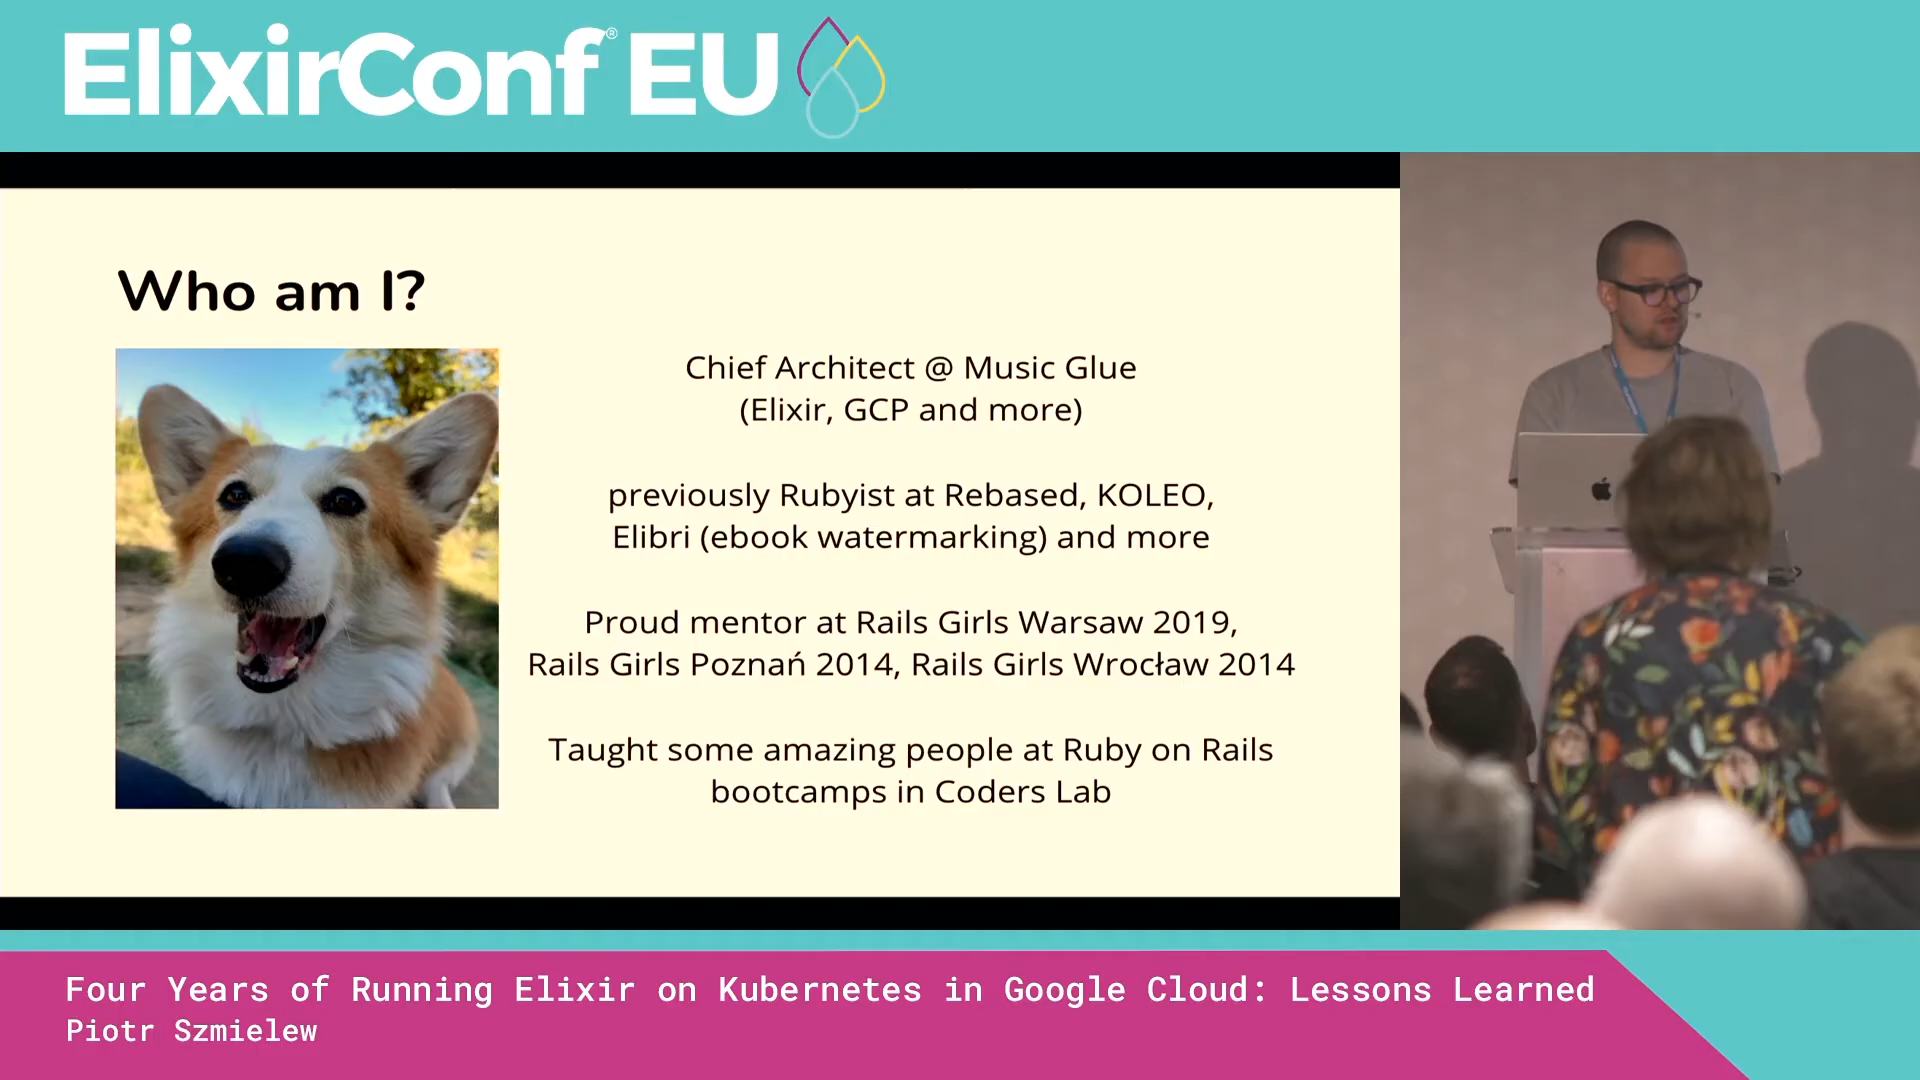 ElixirConf® EU
Who am I?
Chief Architect @ Music Glue
(Elixir, GCP and more)
previously Rubyist at Rebased, KOLEO,
Elibri (ebook watermarking) and more
Proud mentor at Rails Girls Warsaw 2019,
Rails Girls Poznań 2014, Rails Girls Wrocław 2014
Taught some amazing people at Ruby on Rails
bootcamps in Coders Lab
Four Years of Running Elixir on Kubernetes in Google Cloud: Lessons Learned
Piotr Szmielew